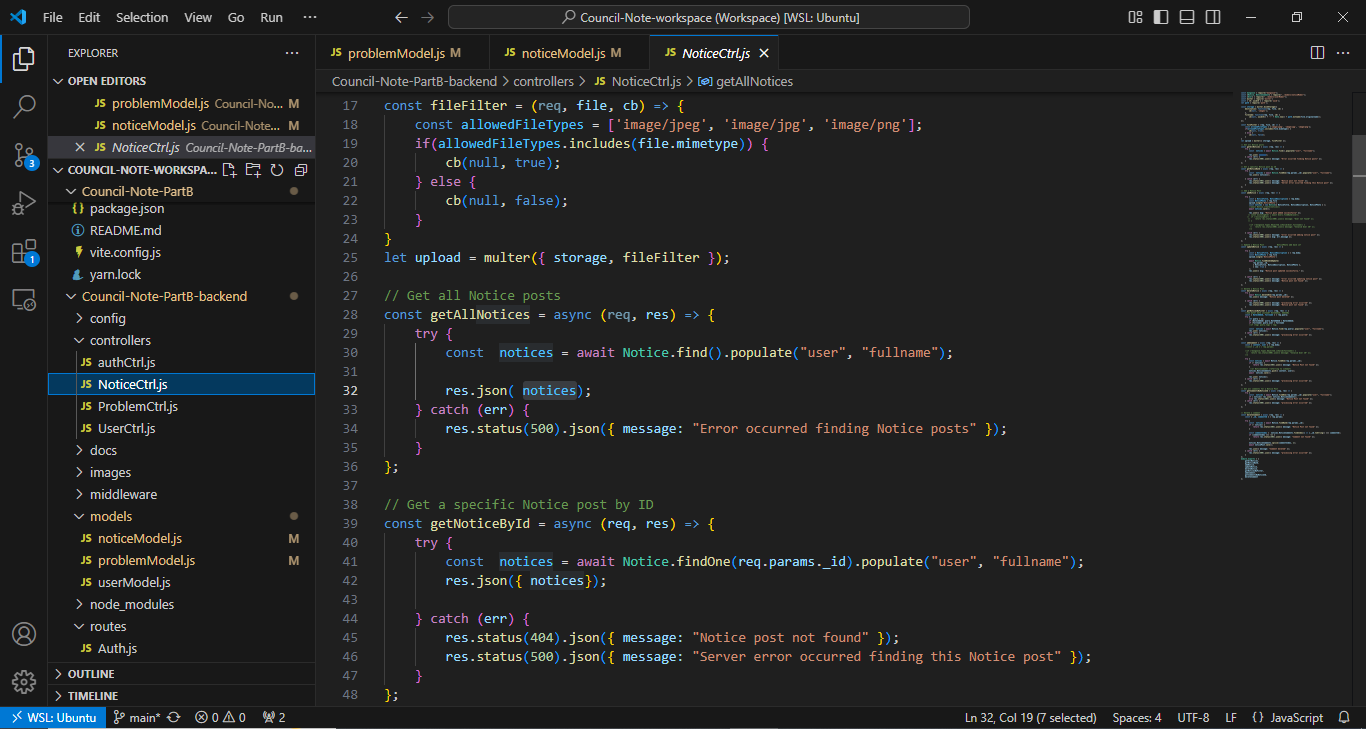 File Edit Selection View Go Run ··· Council-Note-workspace (Workspace) [WSL: Ubuntu]
EXPLORER
OPEN EDITORS
JS problemModel.js Council-No... M
JS noticeModel.js Council-Note... M
JS NoticeCtrl.js Council-Note-PartB-ba...
COUNCIL-NOTE-WORKSPA...
Council-Note-PartB
package.json
README.md
vite.config.js
yarn.lock
Council-Note-PartB-backend
config
controllers
JS authCtrl.js
JS NoticeCtrl.js
JS ProblemCtrl.js
JS UserCtrl.js
docs
images
middleware
models
JS noticeModel.js M
JS problemModel.js M
JS userModel.js
node_modules
routes
JS Auth.js
OUTLINE
TIMELINE
3
1
JS problemModel.js M JS noticeModel.js M JS NoticeCtrl.js
Council-Note-PartB-backend > controllers > JS NoticeCtrl.js > getAllNotices
17 const fileFilter = (req, file, cb) => {
18 const allowedFileTypes = ['image/jpeg', 'image/jpg', 'image/png'];
19 if(allowedFileTypes.includes(file.mimetype)) {
20 cb(null, true);
21 } else {
22 cb(null, false);
23 }
24 }
25 let upload = multer({ storage, fileFilter });
26
27 // Get all Notice posts
28 const getAllNotices = async (req, res) => {
29 try {
30 const  notices = await Notice.find().populate("user", "fullname");
31
32 res.json( notices);
33 } catch (err) {
34 res.status(500).json({ message: "Error occurred finding Notice posts" });
35 }
36 };
37
38 // Get a specific Notice post by ID
39 const getNoticeById = async (req, res) => {
40 try {
41 const  notices = await Notice.findOne(req.params._id).populate("user", "fullname");
42 res.json({ notices});
43
44 } catch (err) {
45 res.status(404).json({ message: "Notice post not found" });
46 res.status(500).json({ message: "Server error occurred finding this Notice post" });
47 }
48 };
WSL: Ubuntu main* 0 0 2 Ln 32, Col 19 (7 selected) Spaces: 4 UTF-8 LF {} JavaScript